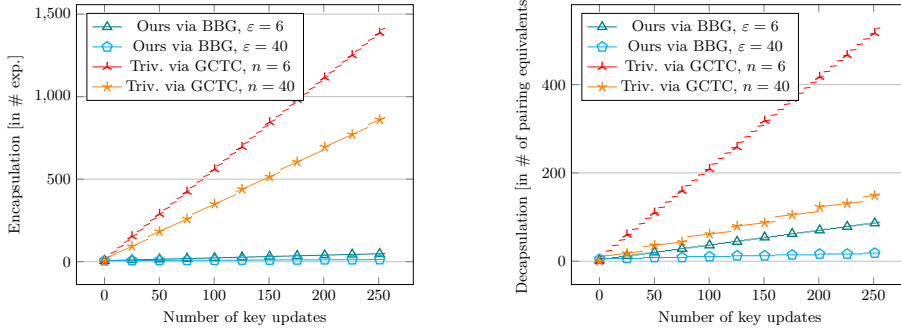 Encapsulation [in # exp.]
1,500
1,000
500
0
Ours via BBG, ε = 6
Ours via BBG, ε = 40
Triv. via GCTC, n = 6
Triv. via GCTC, n = 40
0 50 100 150 200 250
Number of key updates
Decapsulation [in # of pairing equivalents]
400
200
0
Ours via BBG, ε = 6
Ours via BBG, ε = 40
Triv. via GCTC, n = 6
Triv. via GCTC, n = 40
0 50 100 150 200 250
Number of key updates